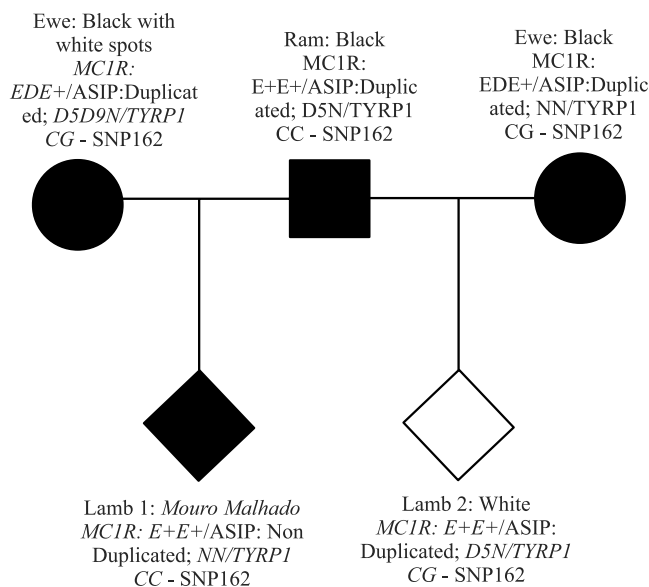 Ewe: Black with
white spots
MC1R:
EDE+/ASIP:Duplicat
ed; D5D9N/TYRP1
CG - SNP162
Ram: Black
MC1R:
E+E+/ASIP:Duplic
ated; D5N/TYRP1
CC - SNP162
Ewe: Black
MC1R:
EDE+/ASIP:Duplic
ated; NN/TYRP1
CG - SNP162
Lamb 1: Mouro Malhado
MC1R: E+E+/ASIP: Non
Duplicated; NN/TYRP1
CC - SNP162
Lamb 2: White
MC1R: E+E+/ASIP:
Duplicated; D5N/TYRP1
CG - SNP162